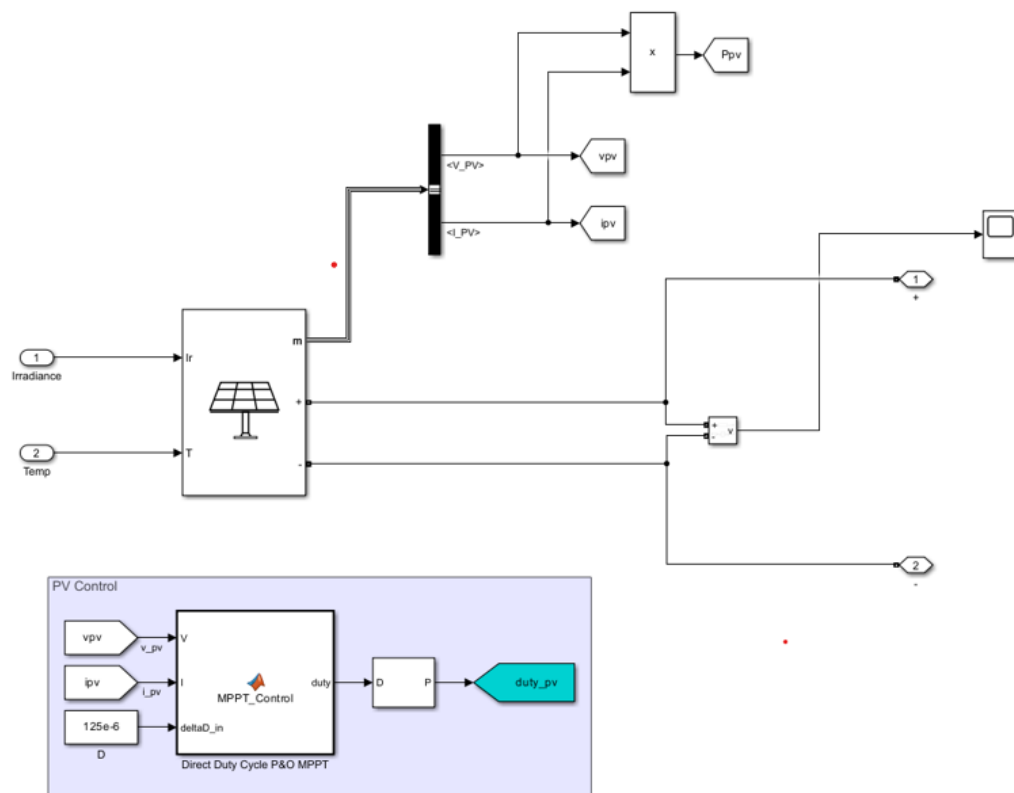 x
Ppv
<V_PV>
vpv
<I_PV>
ipv
1
+
m
1
Ir
Irradiance
+
+
-
v
2
T
Temp
-
2
-
PV Control
vpv
v_pv
V
ipv
i_pv
I
MPPT_Control
duty
D
P
duty_pv
125e-6
deltaD_in
D
Direct Duty Cycle P&O MPPT